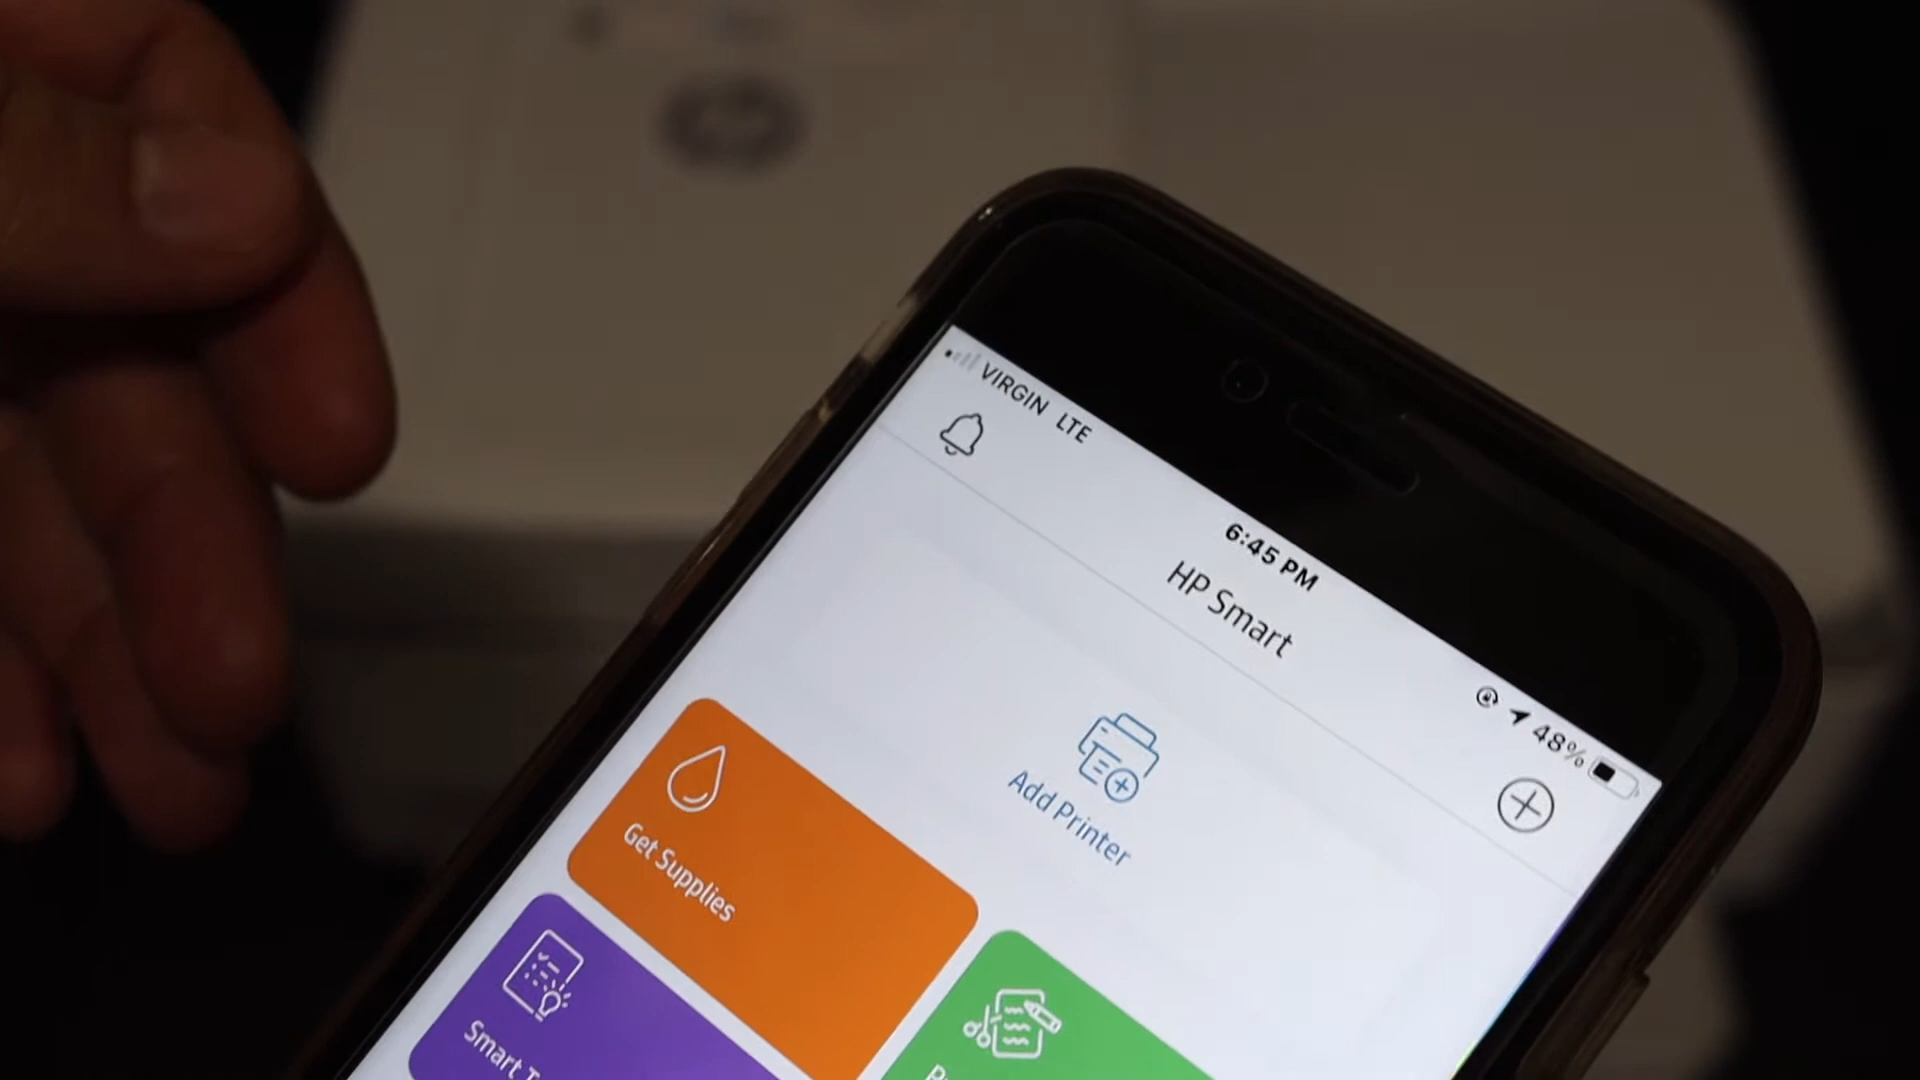 VIRGIN LTE
6:45 PM
48%
HP Smart
Add Printer
Get Supplies
Smart